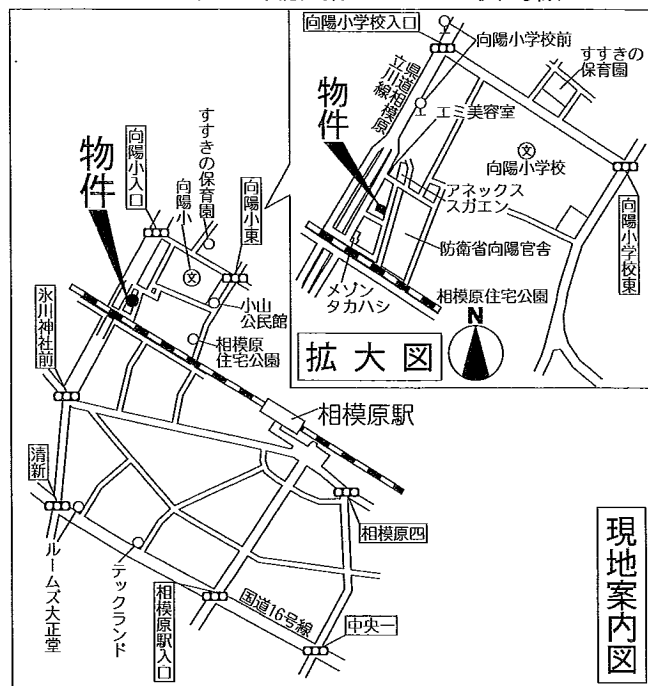 向陽小学校入口
向陽小学校前
すすきの
保育園
県道相模原
立川線
物件
エミ美容室
文
向陽小学校
アネックス
スガエン
向陽小学校東
防衛省向陽官舎
メゾン
タカハシ
相模原住宅公園
拡大図
N
すすきの保育園
向陽小入口
物件
向陽小
向陽小東
文
小山
公民館
相模原
住宅公園
氷川神社前
相模原駅
清新
相模原四
ルームズ大正堂
テックランド
相模原駅入口
国道16号線
中央一
現地案内図